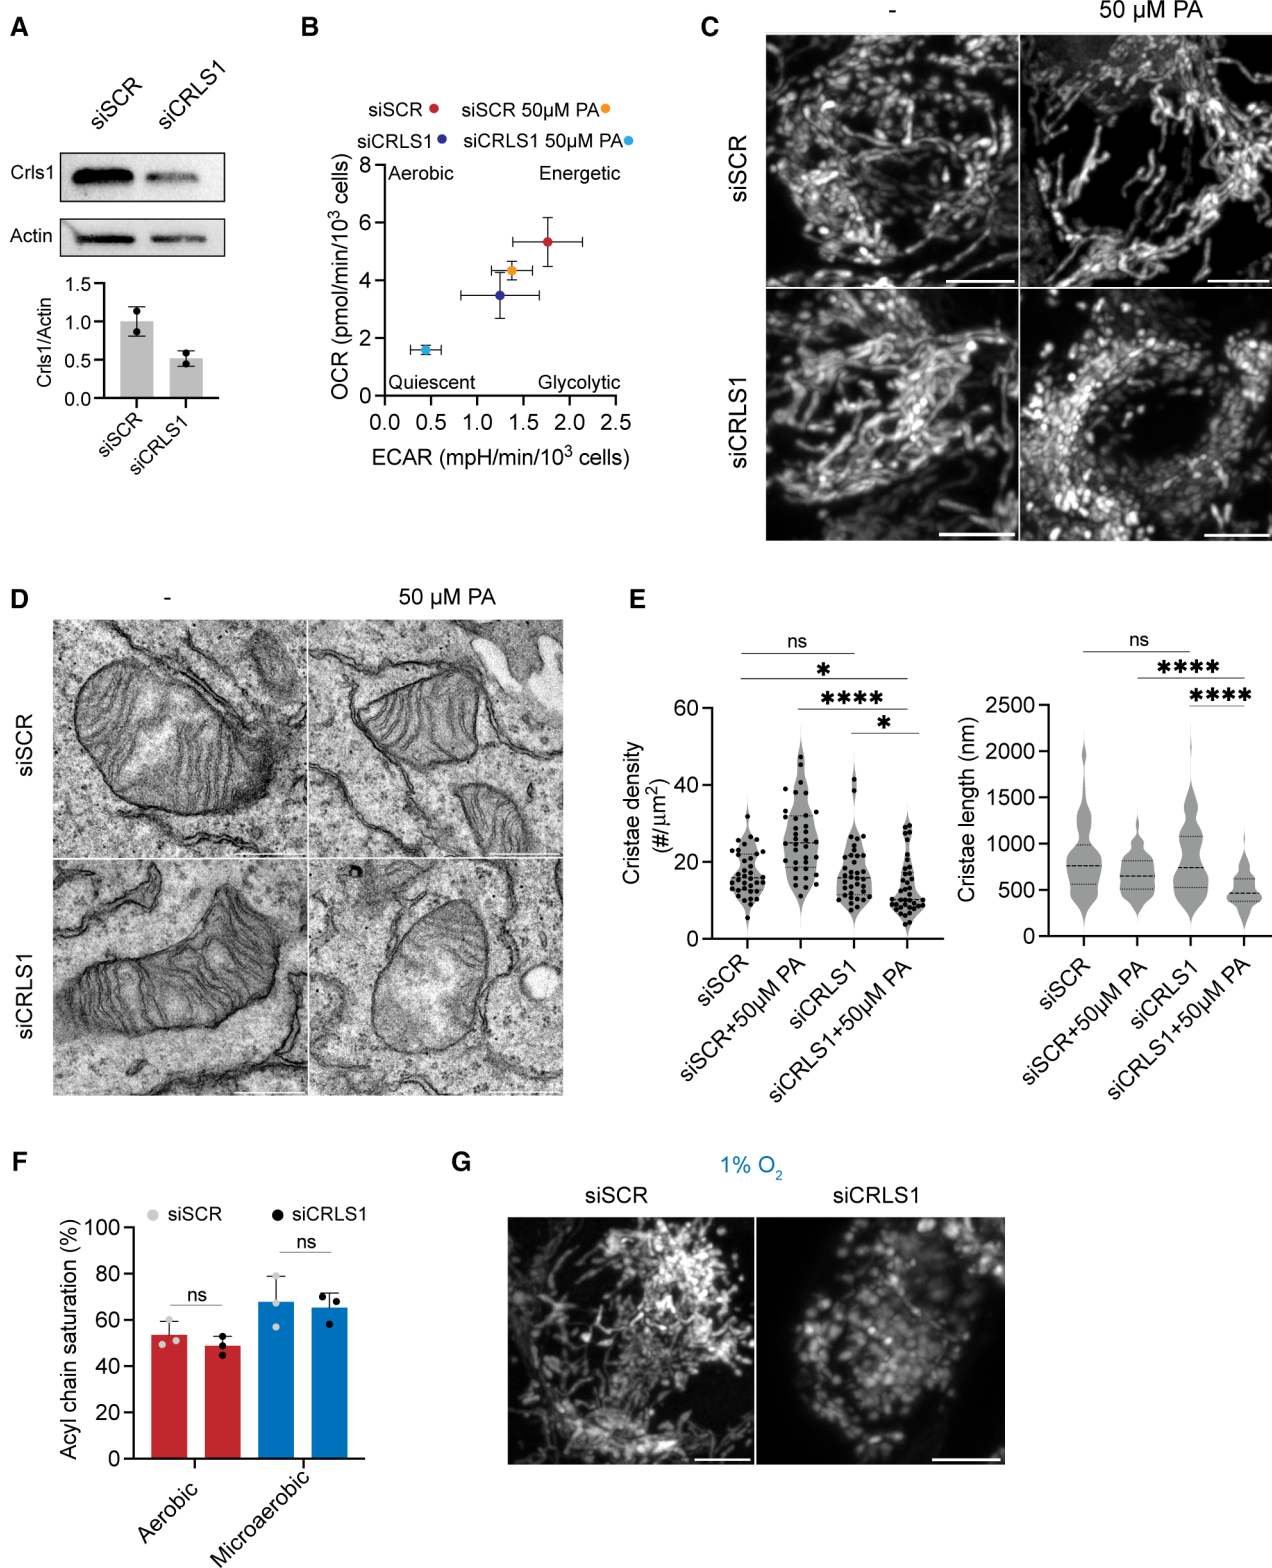 A
siSCR
siCRLS1
Crls1
Actin
1.5
1.0
0.5
0.0
Crls1/Actin
siSCR
siCRLS1
B
siSCR
siSCR 50µM PA
siCRLS1
siCRLS1 50µM PA
8
6
4
2
0
OCR (pmol/min/10³ cells)
Aerobic
Energetic
Quiescent
Glycolytic
0.0 0.5 1.0 1.5 2.0 2.5
ECAR (mpH/min/10³ cells)
C
-
50 µM PA
siSCR
siCRLS1
D
-
50 µM PA
siSCR
siCRLS1
E
ns
*
****
*
60
40
20
0
Cristae density
(#/µm²)
siSCR
siSCR+50µM PA
siCRLS1
siCRLS1+50µM PA
ns
****
****
2500
2000
1500
1000
500
0
Cristae length (nm)
siSCR
siSCR+50µM PA
siCRLS1
siCRLS1+50µM PA
F
siSCR
siCRLS1
100
80
60
40
20
0
Acyl chain saturation (%)
ns
ns
Aerobic
Microaerobic
G
1% O₂
siSCR
siCRLS1